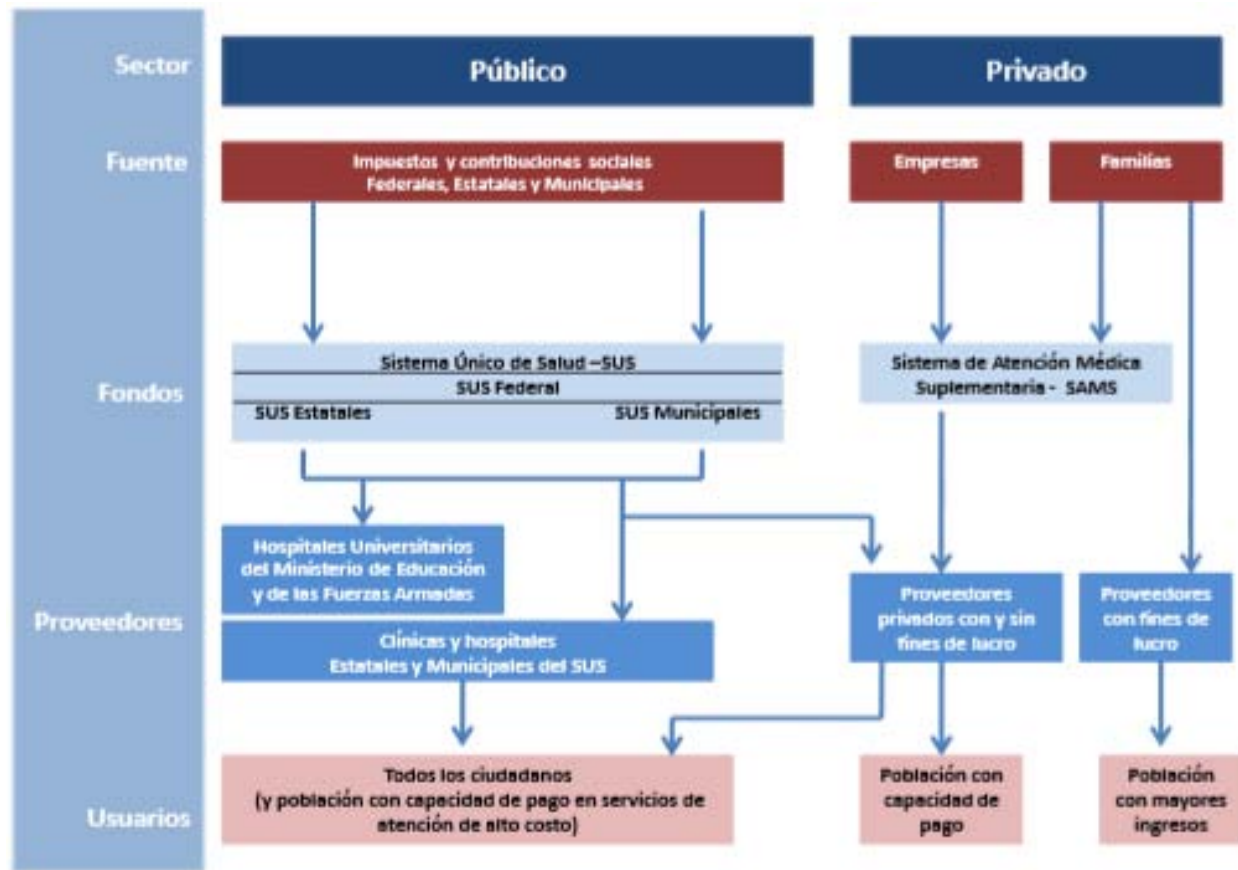 Sector
Público
Privado
Fuente
Impuestos y contribuciones sociales
Federales, Estatales y Municipales
Empresas
Familias
Fondos
Sistema Único de Salud –SUS
SUS Federal
SUS Estatales
SUS Municipales
Sistema de Atención Médica
Suplementaria - SAMS
Proveedores
Hospitales Universitarios
del Ministerio de Educación
y de las Fuerzas Armadas
Clínicas y hospitales
Estatales y Municipales del SUS
Proveedores
privados con y sin
fines de lucro
Proveedores
con fines de
lucro
Usuarios
Todos los ciudadanos
(y población con capacidad de pago en servicios de
atención de alto costo)
Población con
capacidad de
pago
Población
con mayores
ingresos